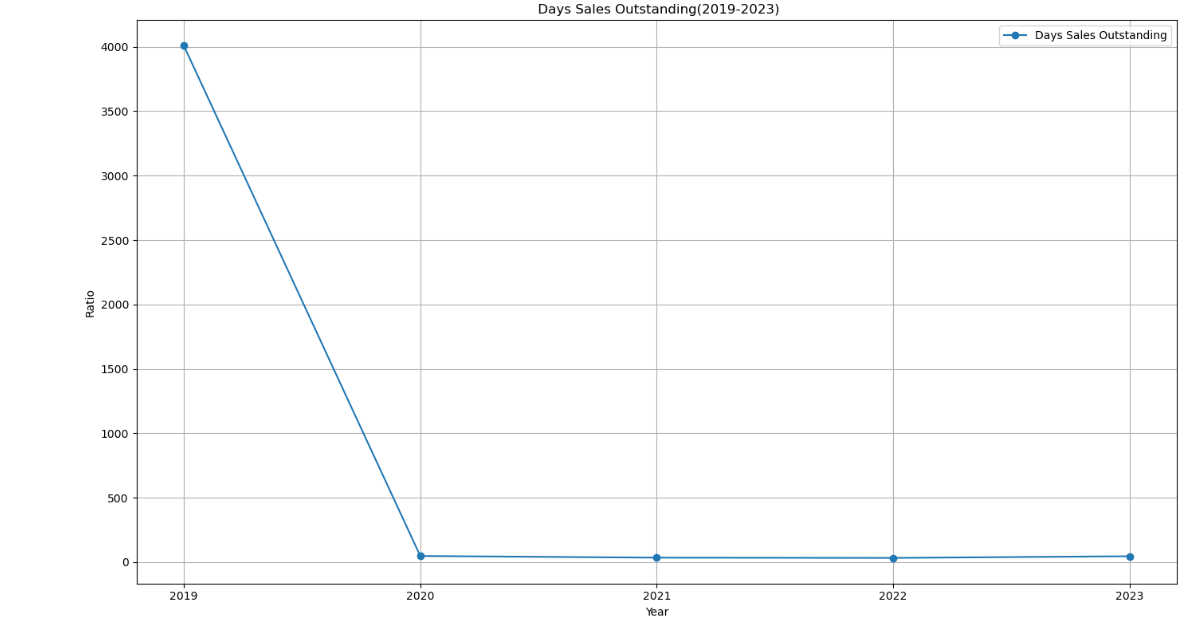 Days Sales Outstanding(2019-2023)
Days Sales Outstanding
4000
3500
3000
2500
2000
1500
1000
500
0
Ratio
2019 2020 2021 2022 2023
Year